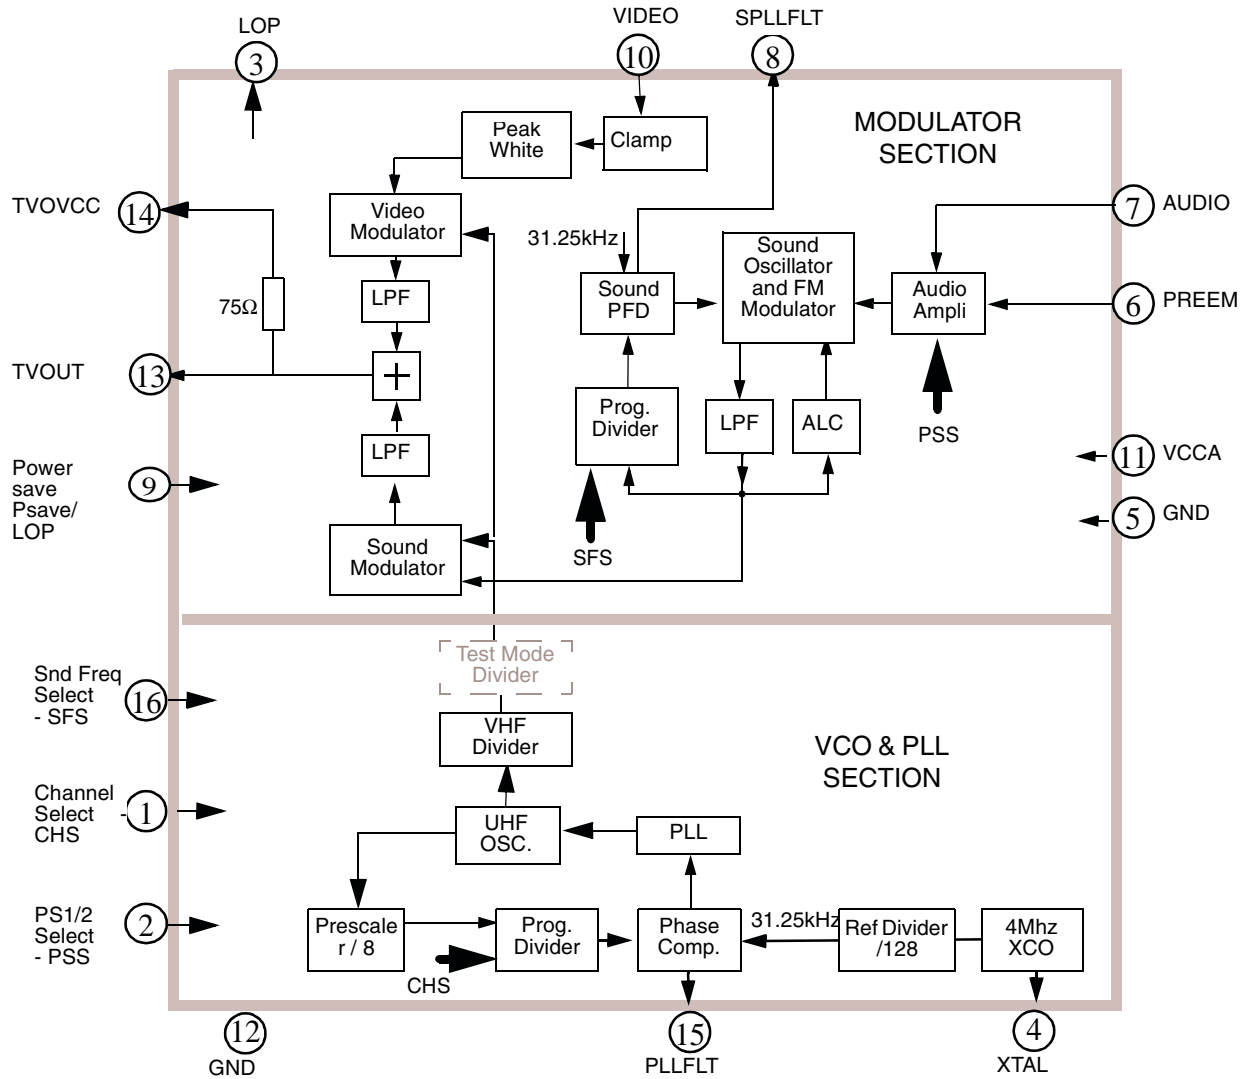 LOP
VIDEO
SPLLFLT
3
10
8
MODULATOR
SECTION
Peak
White
Clamp
TVOVCC
14
Video
Modulator
7
AUDIO
31.25kHz
Sound
Oscillator
and FM
Modulator
75Ω
LPF
Sound
PFD
Audio
Ampli
6
PREEM
TVOUT
13
+
Prog.
Divider
LPF
ALC
PSS
LPF
Power
save
Psave/
LOP
9
11
VCCA
5
GND
SFS
Sound
Modulator
Test Mode
Divider
Snd Freq
Select
- SFS
16
VHF
Divider
VCO & PLL
SECTION
Channel
Select -
CHS
1
UHF
OSC.
PLL
PS1/2
Select
- PSS
2
Prescale
r / 8
Prog.
Divider
Phase
Comp.
31.25kHz
Ref Divider
/128
4Mhz
XCO
CHS
12
GND
15
PLLFLT
4
XTAL